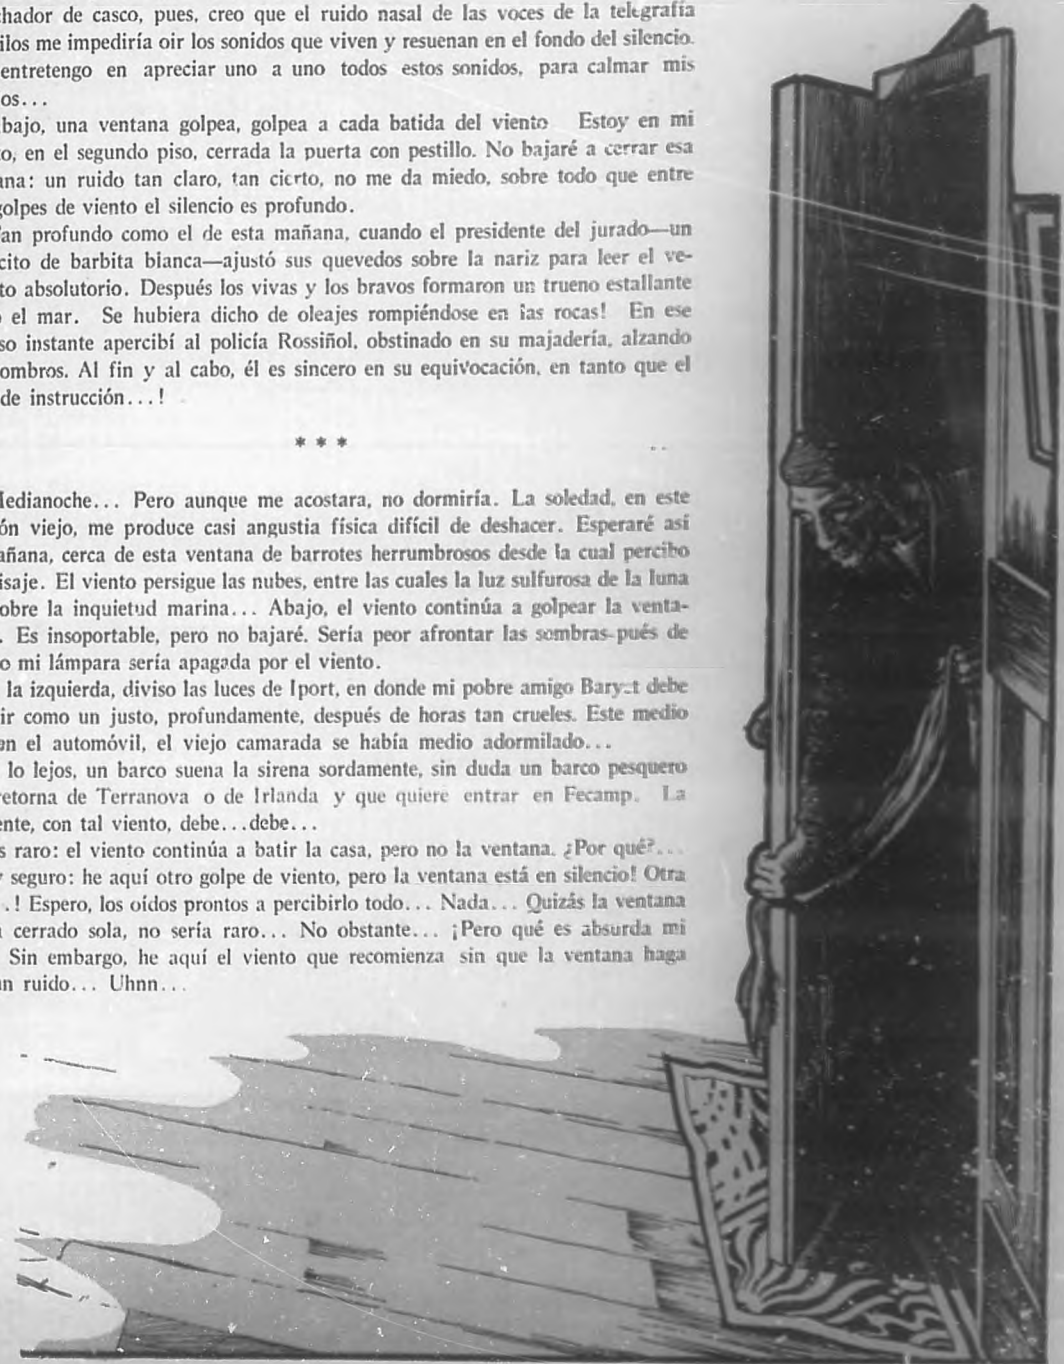 hador de casco, pues, creo que el ruido nasal de las voces de la telegrafía
ilos me impediría oir los sonidos que viven y resuenan en el fondo del silencio.
entretengo en apreciar uno a uno todos estos sonidos, para calmar mis
os...
bajo, una ventana golpea, golpea a cada batida del viento Estoy en mi
o, en el segundo piso, cerrada la puerta con pestillo. No bajaré a cerrar esa
ana: un ruido tan claro, tan cierto, no me da miedo, sobre todo que entre
golpes de viento el silencio es profundo.
an profundo como el de esta mañana, cuando el presidente del jurado—un
cito de barbita blanca—ajustó sus quevedos sobre la nariz para leer el ve-
to absolutorio. Después los vivas y los bravos formaron un trueno estallante
o el mar. Se hubiera dicho de oleajes rompiéndose en las rocas! En ese
so instante apercibí al policía Rossiñol, obstinado en su majadería, alzando
ombros. Al fin y al cabo, él es sincero en su equivocación, en tanto que el
de instrucción...!
* * *
Medianoche... Pero aunque me acostara, no dormiría. La soledad, en este
ón viejo, me produce casi angustia física difícil de deshacer. Esperaré así
añana, cerca de esta ventana de barrotes herrumbrosos desde la cual percibo
isaje. El viento persigue las nubes, entre las cuales la luz sulfurosa de la luna
obre la inquietud marina... Abajo, el viento continúa a golpear la venta-
. Es insoportable, pero no bajaré. Sería peor afrontar las sombras pués de
o mi lámpara sería apagada por el viento.
la izquierda, diviso las luces de Iport, en donde mi pobre amigo debe
ir como un justo, profundamente, después de horas tan crueles. Este medio
en el automóvil, el viejo camarada se había medio adormilado...
lo lejos, un barco suena la sirena sordamente, sin duda un barco pesquero
retorna de Terranova o de Irlanda y que quiere entrar en Fecamp. La
ente, con tal viento, debe...debe...
s raro: el viento continúa a batir la casa, pero no la ventana. ¿Por qué?...
y seguro: he aquí otro golpe de viento, pero la ventana está en silencio! Otra
..! Espero, los oídos prontos a percibirlo todo... Nada... Quizás la ventana
a cerrado sola, no sería raro... No obstante... ¡Pero qué es absurda mi
Sin embargo, he aquí el viento que recomienza sin que la ventana haga
un ruido... Uhnn...